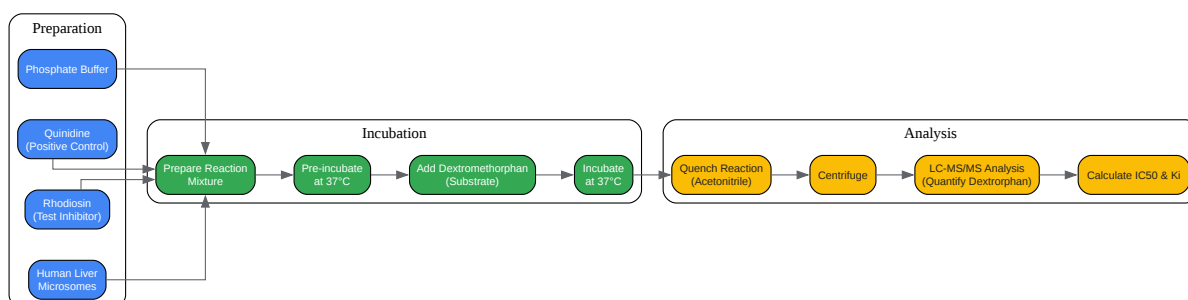 Preparation
Phosphate Buffer
Quinidine
(Positive Control)
Rhodiosin
(Test Inhibitor)
Human Liver
Microsomes
Incubation
Prepare Reaction
Mixture
Pre-incubate
at 37°C
Add Dextromethorphan
(Substrate)
Incubate
at 37°C
Analysis
Quench Reaction
(Acetonitrile)
Centrifuge
LC-MS/MS Analysis
(Quantify Dextrorphan)
Calculate IC50 & Ki